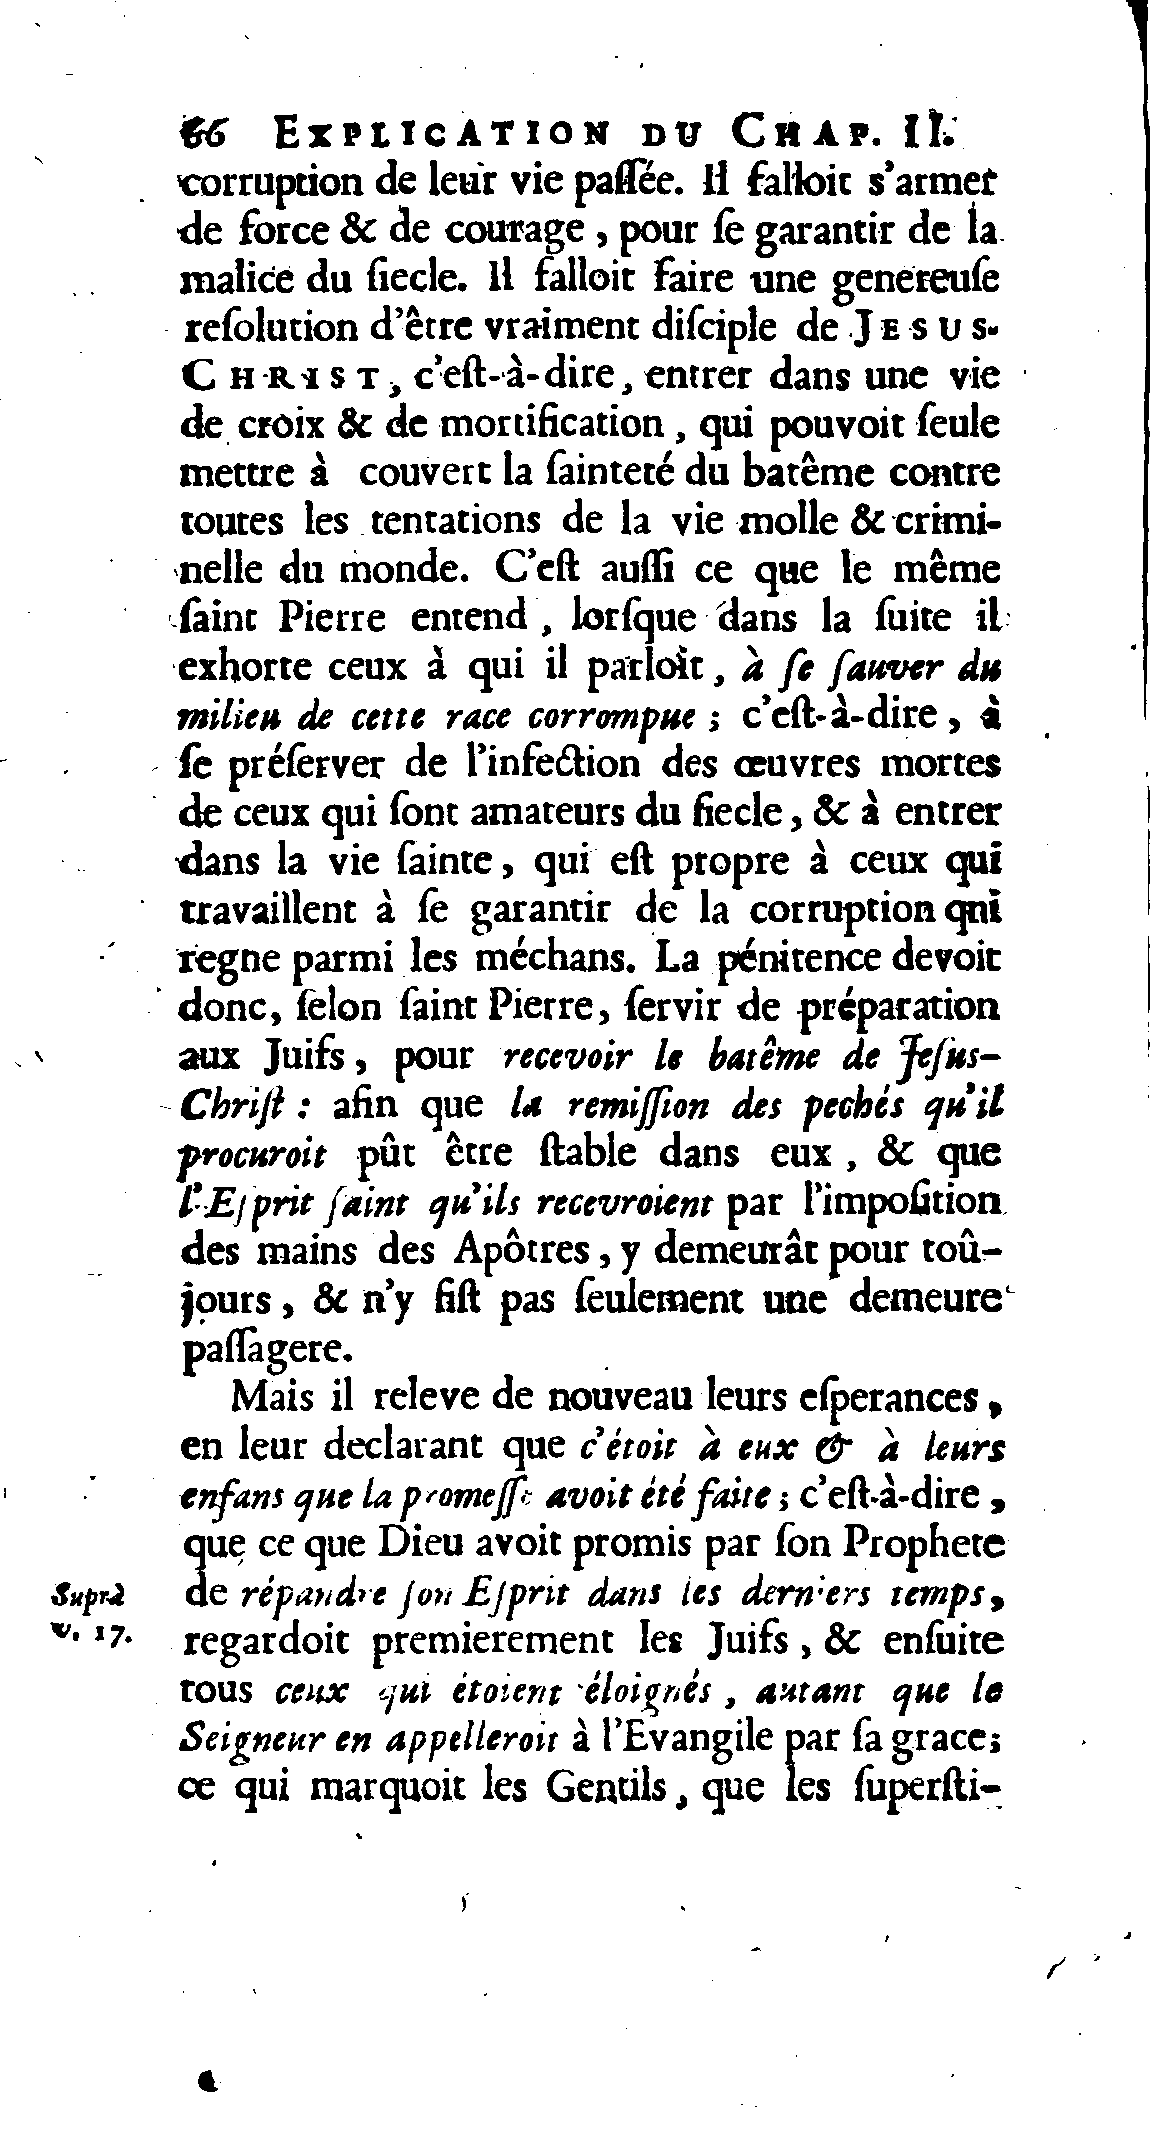 66 EXPLICATION DU CHAP. II.
corruption de leur vie paſſée. Il falloit s'armer
de force & de courage, pour ſe garantir de la
malice du ſiecle. Il falloit faire une genereuſe
reſolution d'être vraiment diſciple de JESUS-
CHRIST, c'eſt-à-dire, entrer dans une vie
de croix & de mortification, qui pouvoit ſeule
mettre à couvert la ſainteté du batême contre
toutes les tentations de la vie molle & crimi-
nelle du monde. C'eſt auſſi ce que le même
ſaint Pierre entend, lorſque dans la ſuite il
exhorte ceux à qui il parloit, à ſe ſauver du
milieu de cette race corrompue ; c'eſt-à-dire, à
ſe préſerver de l'infection des œuvres mortes
de ceux qui ſont amateurs du ſiecle, & à entrer
dans la vie ſainte, qui eſt propre à ceux qui
travaillent à ſe garantir de la corruption qui
regne parmi les méchans. La pénitence devoit
donc, ſelon ſaint Pierre, ſervir de préparation
aux Juifs, pour recevoir le batême de Jeſus-
Chriſt : afin que la remiſſion des pechés qu'il
procuroit pût être ſtable dans eux, & que
l'Eſprit ſaint qu'ils recevroient par l'impoſition
des mains des Apôtres, y demeurât pour toû-
jours, & n'y fiſt pas ſeulement une demeure
paſſagere.
Mais il releve de nouveau leurs eſperances,
en leur declarant que c'étoit à eux & à leurs
enfans que la promeſſe avoit été faite ; c'eſt-à-dire,
que ce que Dieu avoit promis par ſon Prophete
Suprà
v. 17.
de répandre ſon Eſprit dans les derniers temps,
regardoit premierement les Juifs, & enſuite
tous ceux qui étoient éloignés, autant que le
Seigneur en appelleroit à l'Evangile par ſa grace ;
ce qui marquoit les Gentils, que les ſuperſti-